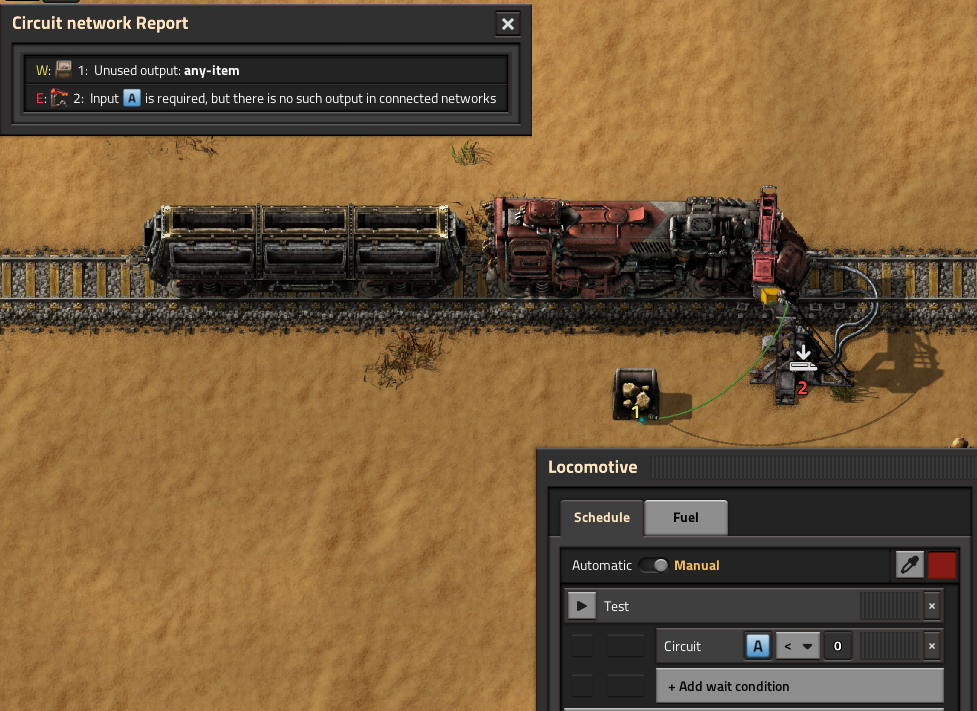 Circuit network Report
W: 1: Unused output: any-item
E: 2: Input A is required, but there is no such output in connected networks
1
2
Locomotive
Schedule Fuel
Automatic Manual
Test
Circuit A < 0
+ Add wait condition